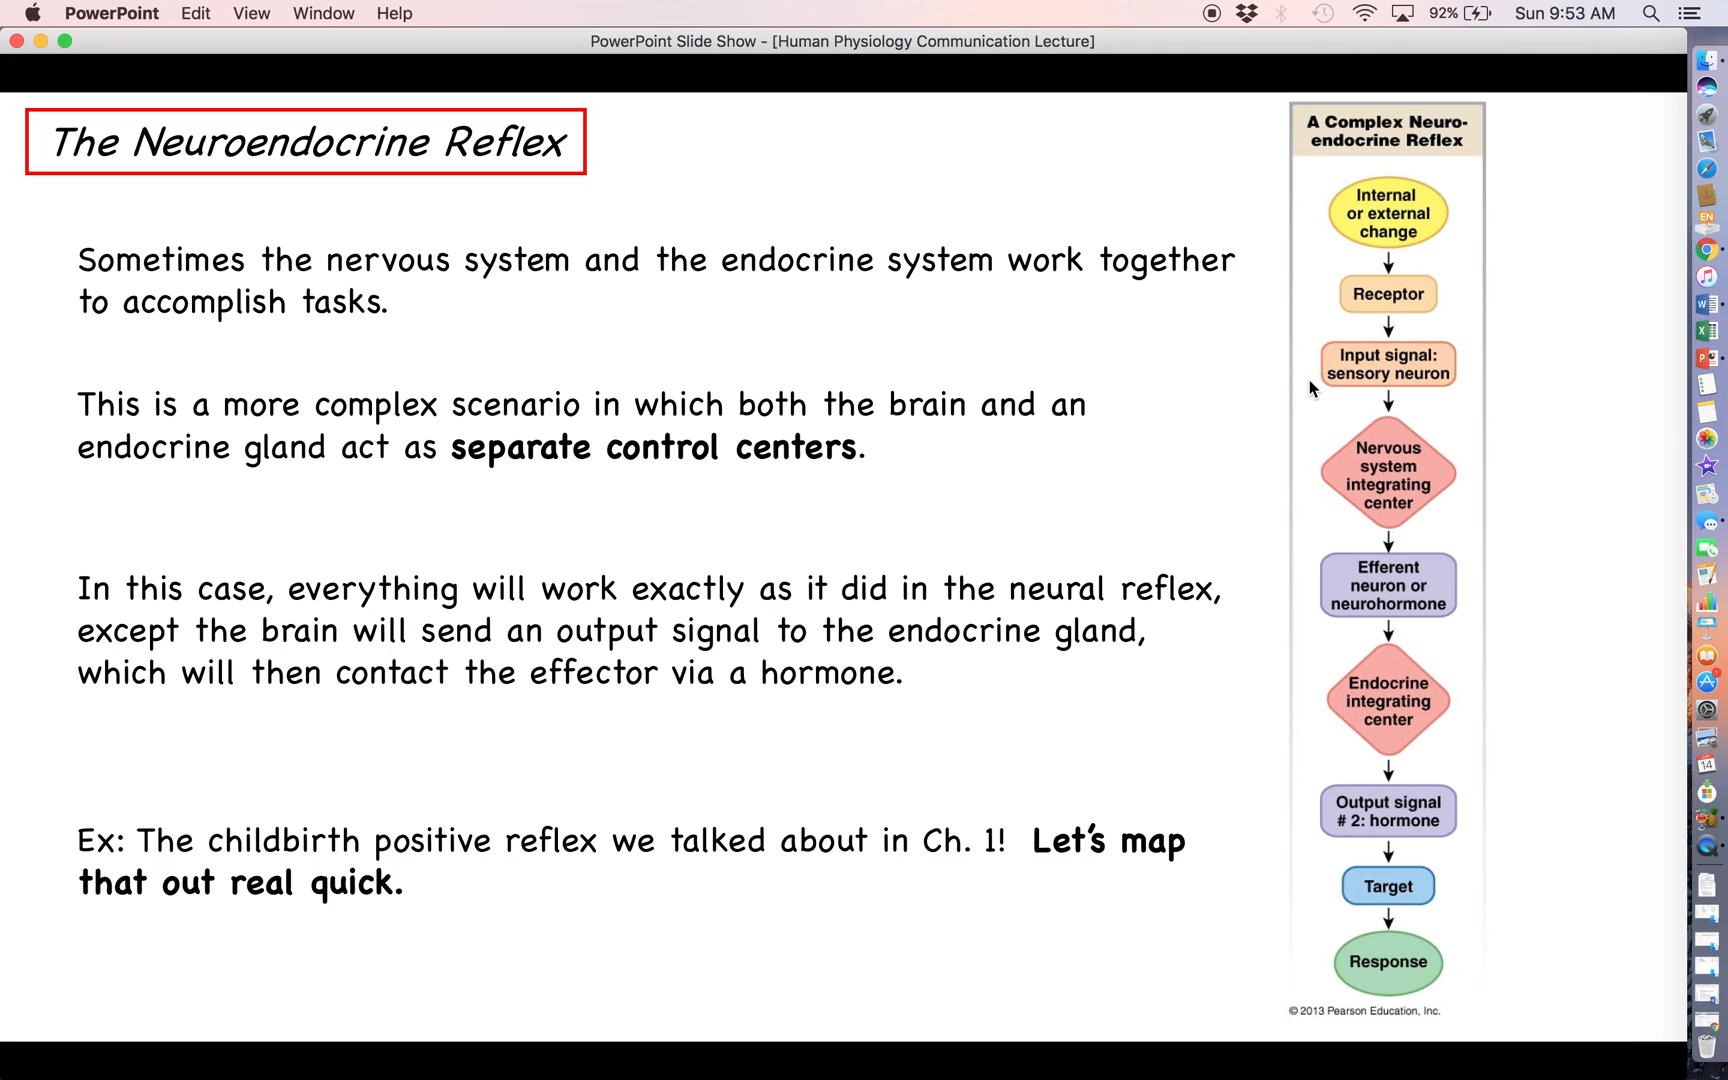 PowerPoint Edit View Window Help 92% Sun 9:53 AM
PowerPoint Slide Show - [Human Physiology Communication Lecture]
The Neuroendocrine Reflex
Sometimes the nervous system and the endocrine system work together
to accomplish tasks.
This is a more complex scenario in which both the brain and an
endocrine gland act as separate control centers.
In this case, everything will work exactly as it did in the neural reflex,
except the brain will send an output signal to the endocrine gland,
which will then contact the effector via a hormone.
Ex: The childbirth positive reflex we talked about in Ch. 1! Let's map
that out real quick.
A Complex Neuro-
endocrine Reflex
Internal
or external
change
Receptor
Input signal:
sensory neuron
Nervous
system
integrating
center
Efferent
neuron or
neurohormone
Endocrine
integrating
center
Output signal
# 2: hormone
Target
Response
© 2013 Pearson Education, Inc.
EN
14